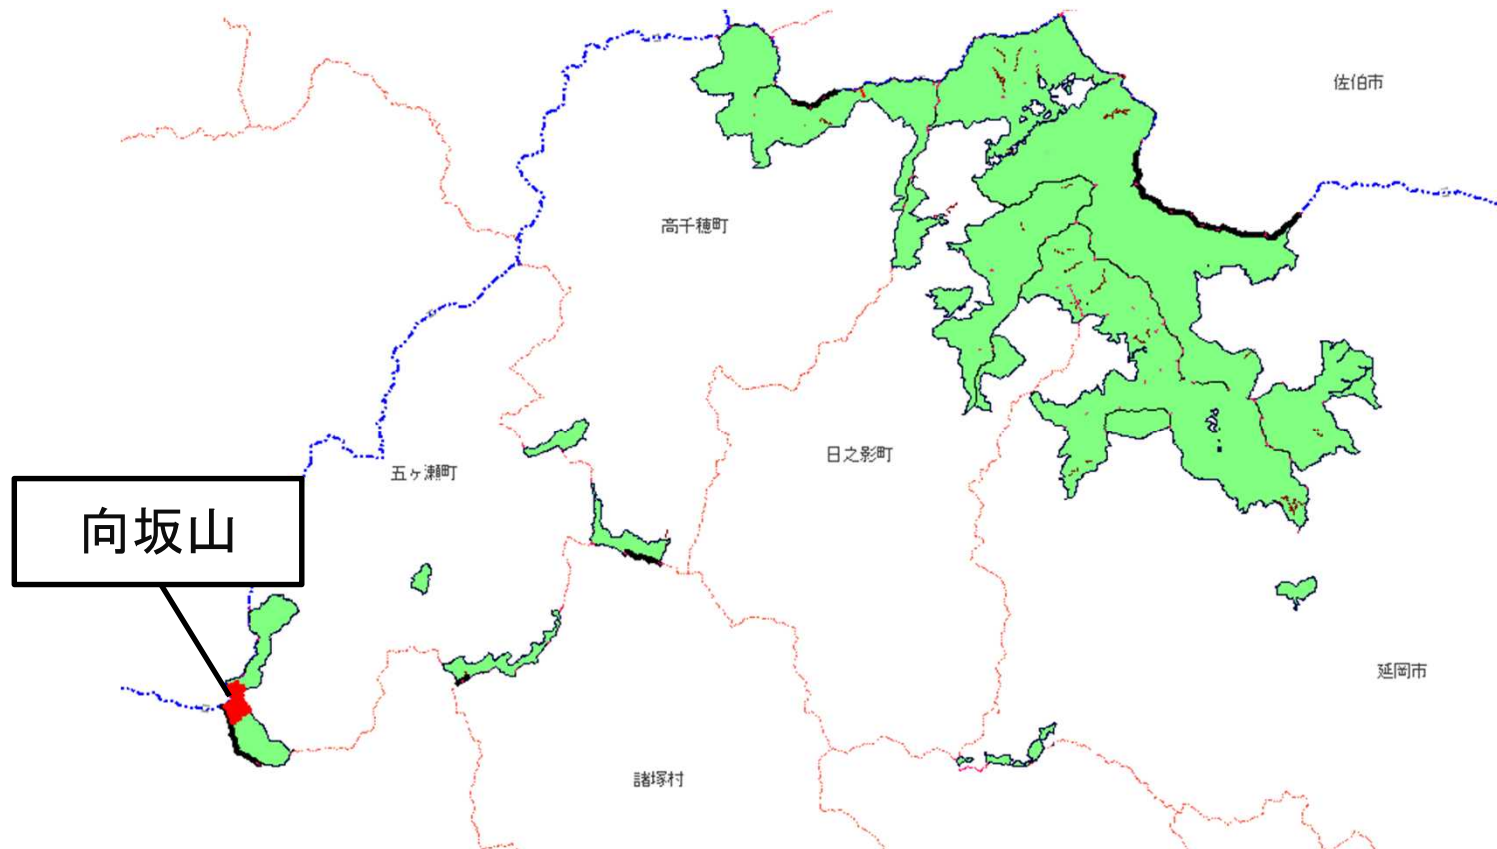 佐伯市
高千穂町
日之影町
五ヶ瀬町
向坂山
延岡市
諸塚村